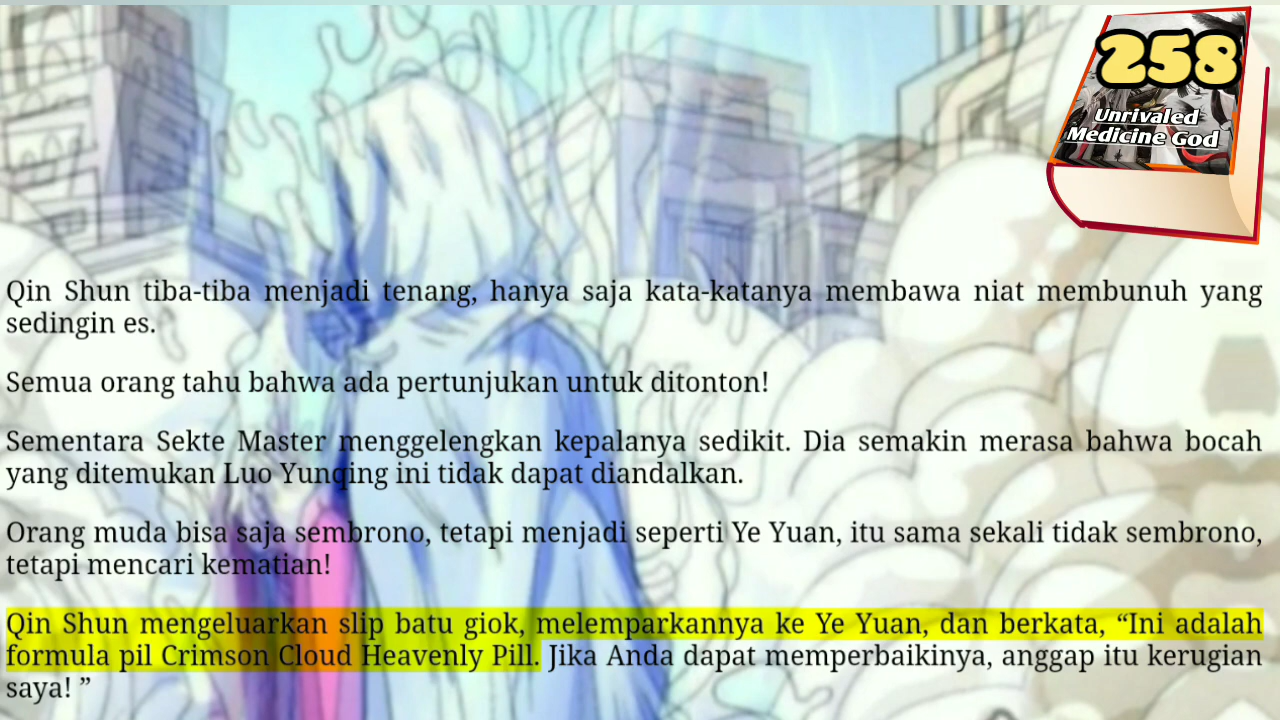 258
Unrivaled
Medicine God
Qin Shun tiba-tiba menjadi tenang, hanya saja kata-katanya membawa niat membunuh yang
sedingin es.
Semua orang tahu bahwa ada pertunjukan untuk ditonton!
Sementara Sekte Master menggelengkan kepalanya sedikit. Dia semakin merasa bahwa bocah
yang ditemukan Luo Yunqing ini tidak dapat diandalkan.
Orang muda bisa saja sembrono, tetapi menjadi seperti Ye Yuan, itu sama sekali tidak sembrono,
tetapi mencari kematian!
Qin Shun mengeluarkan slip batu giok, melemparkannya ke Ye Yuan, dan berkata, “Ini adalah
formula pil Crimson Cloud Heavenly Pill. Jika Anda dapat memperbaikinya, anggap itu kerugian
saya! ”